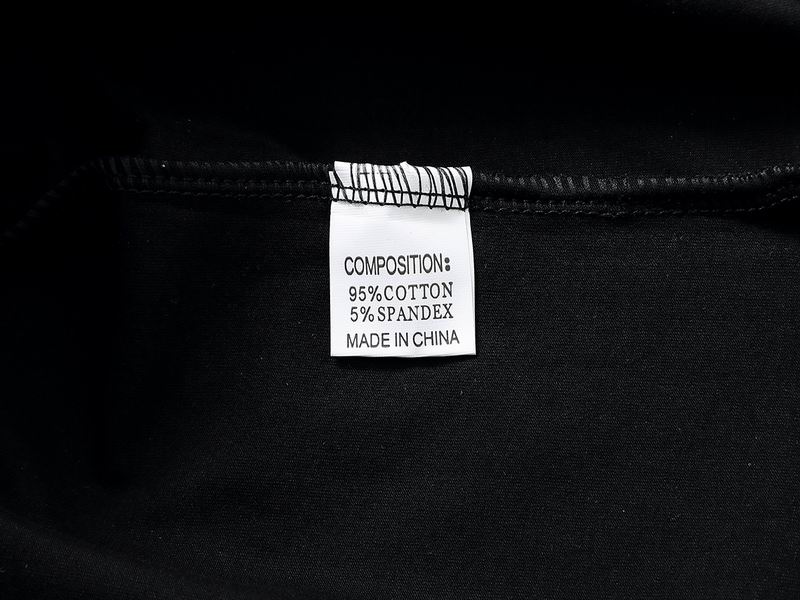 COMPOSITION:
95%COTTON
5%SPANDEX
MADE IN CHINA